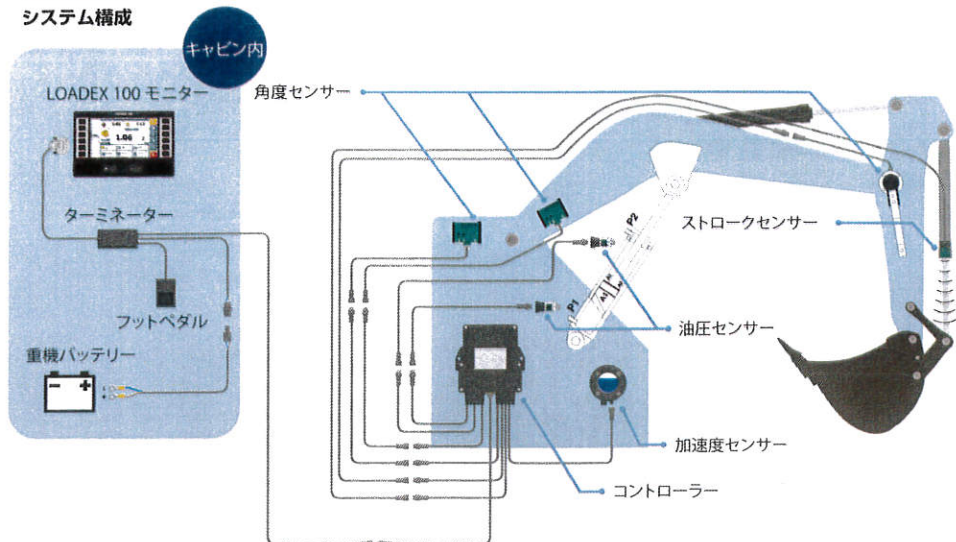 システム構成
キャビン内
LOADEX 100 モニター
1.06
ターミネーター
フットペダル
重機バッテリー
角度センサー
ストロークセンサー
P2
P1
油圧センサー
加速度センサー
コントローラー